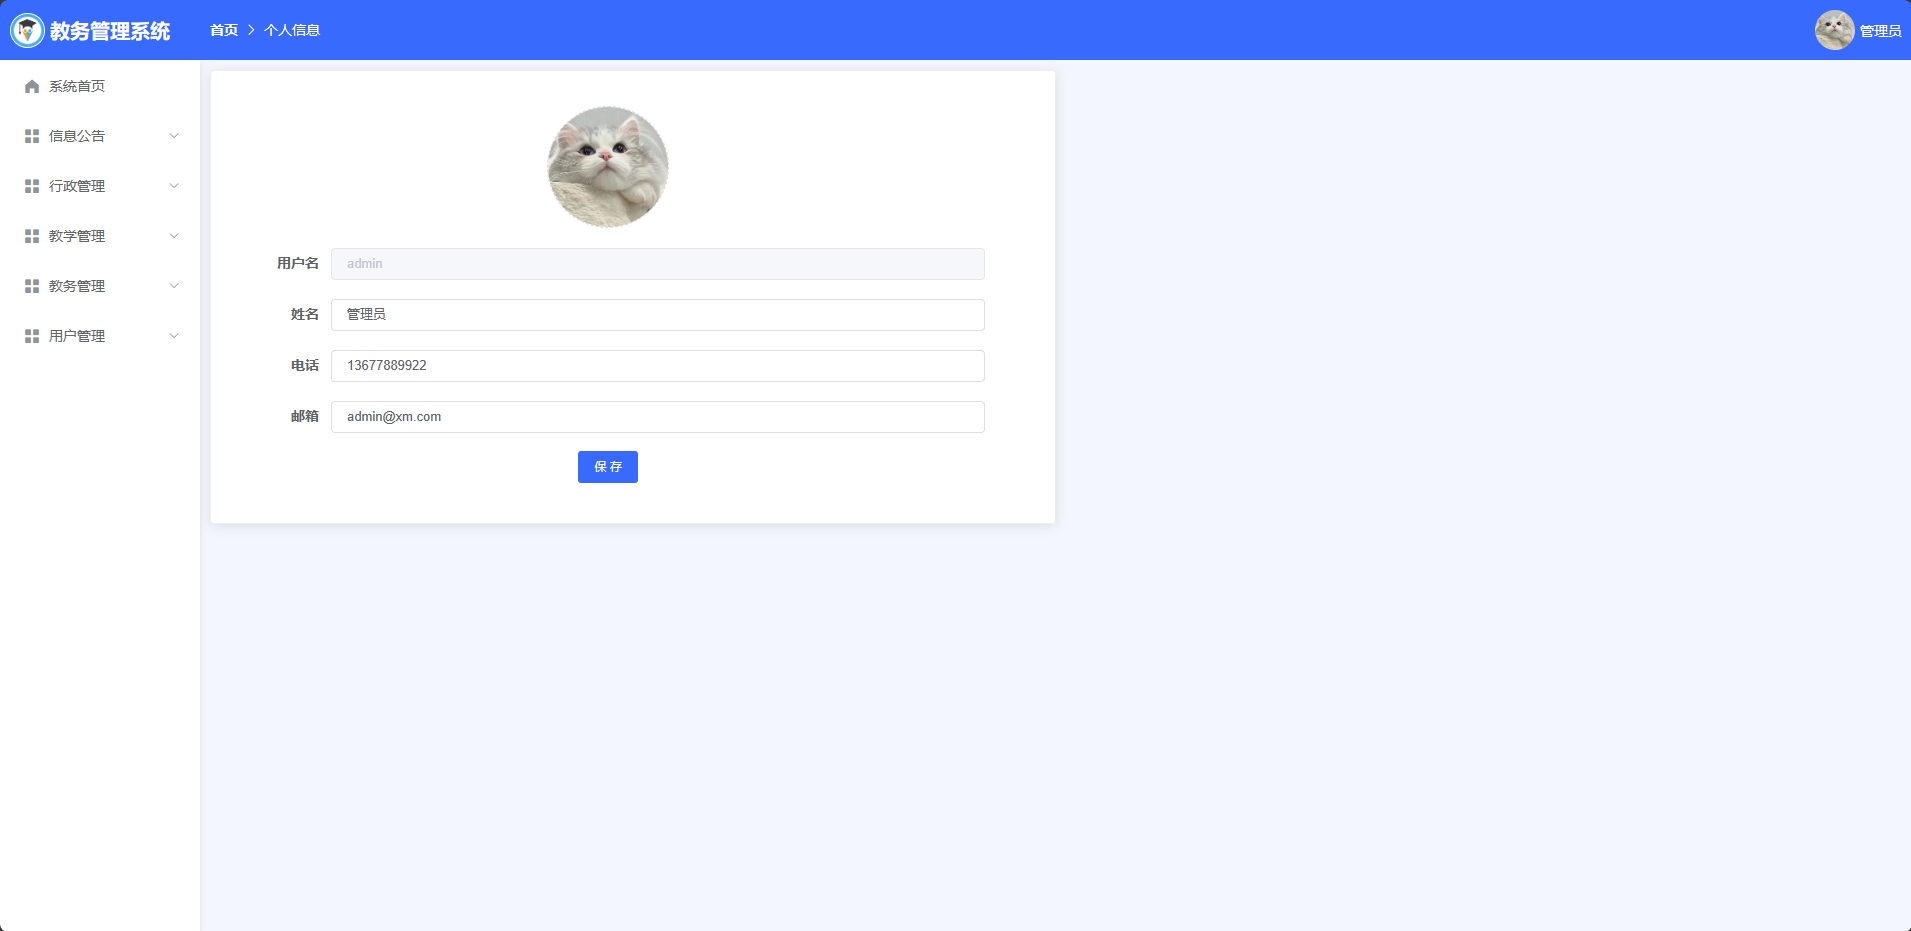 教务管理系统
首页 > 个人信息
管理员
系统首页
信息公告
行政管理
教学管理
教务管理
用户管理
用户名 admin
姓名 管理员
电话 13677889922
邮箱 admin@xm.com
保 存